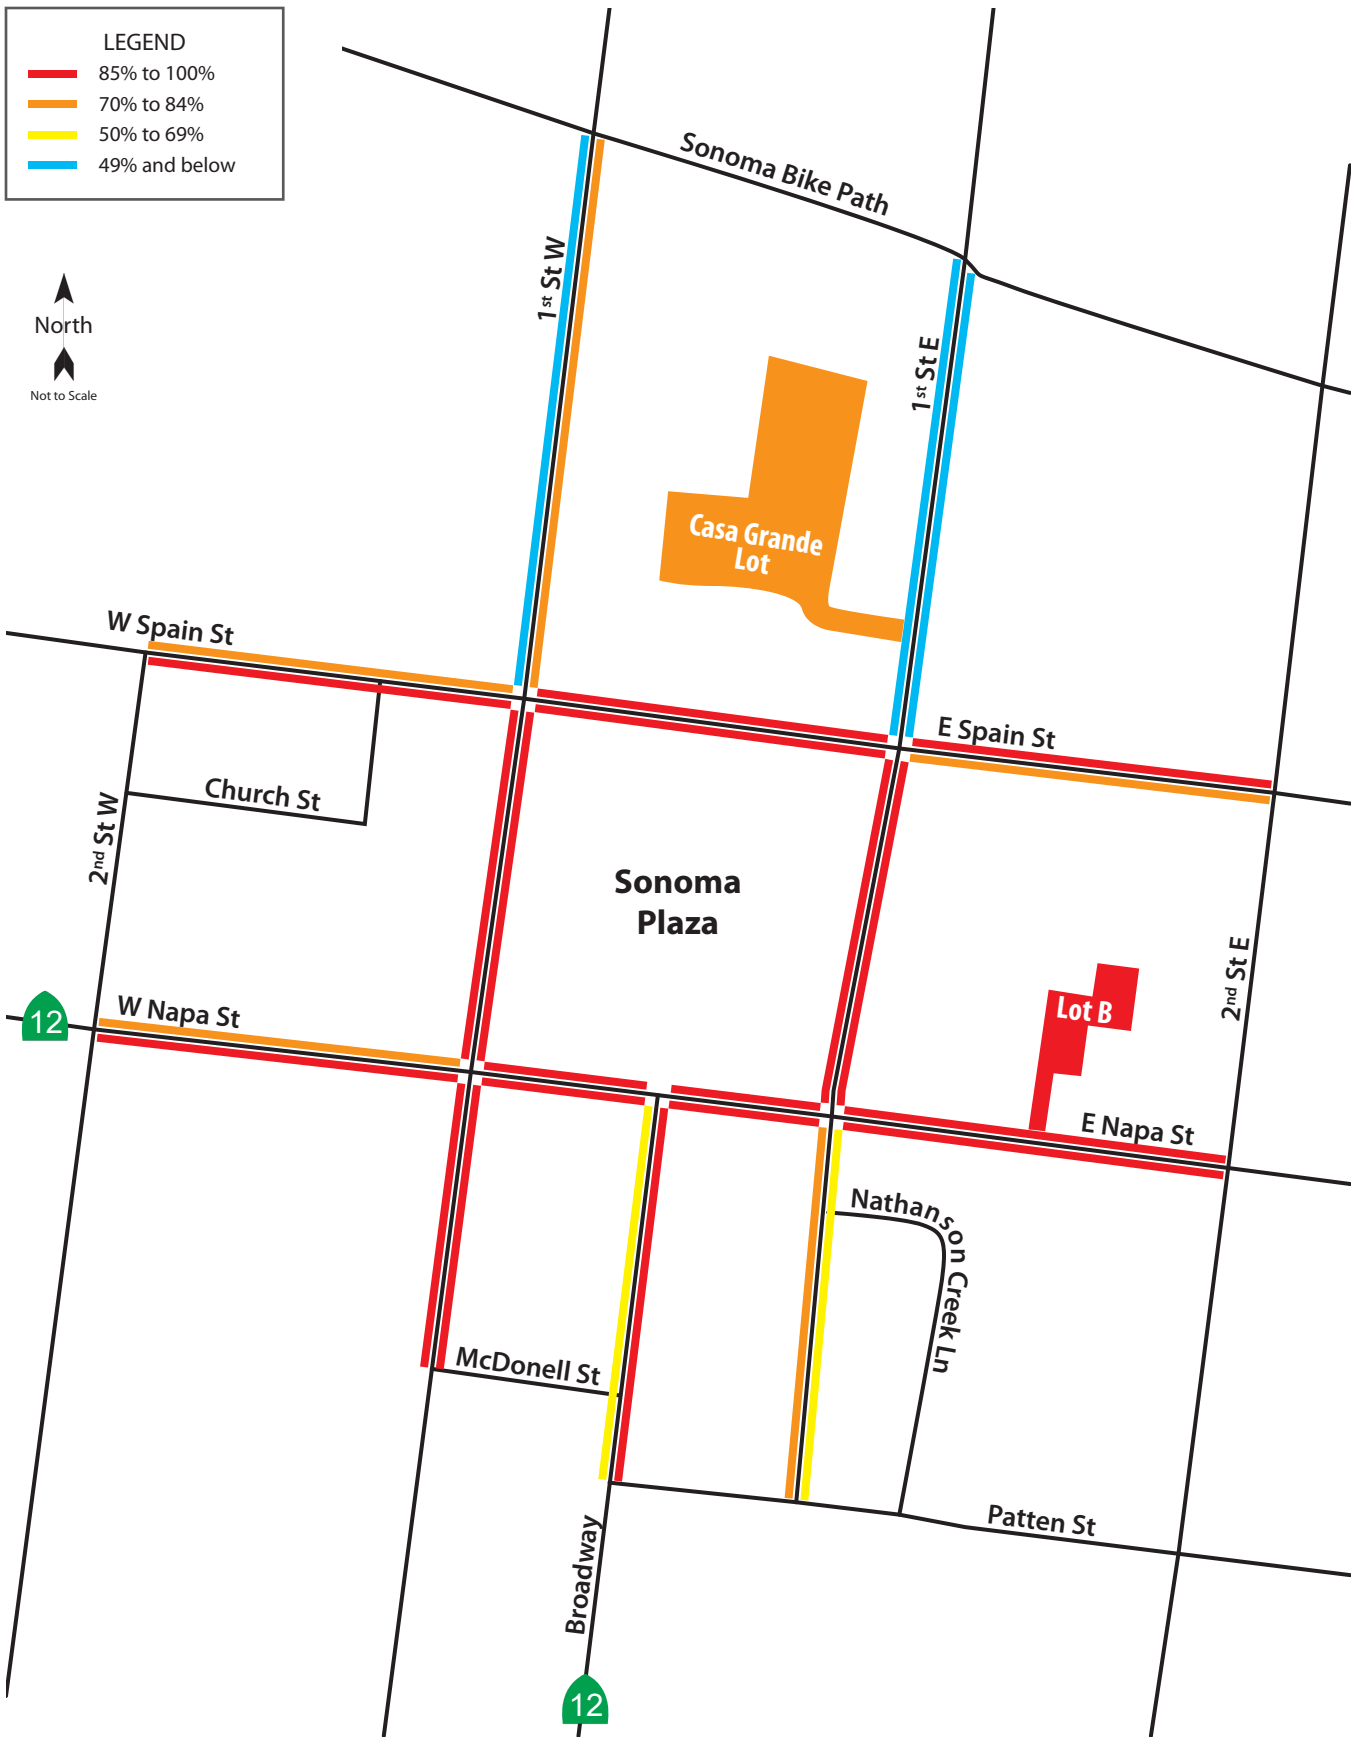 LEGEND
85% to 100%
70% to 84%
50% to 69%
49% and below
North
Not to Scale
Sonoma Bike Path
1st St W
1st St E
Casa Grande
Lot
W Spain St
E Spain St
Church St
2nd St W
Sonoma
Plaza
2nd St E
Lot B
W Napa St
12
E Napa St
Nathanson Creek Ln
McDonell St
Patten St
Broadway
12